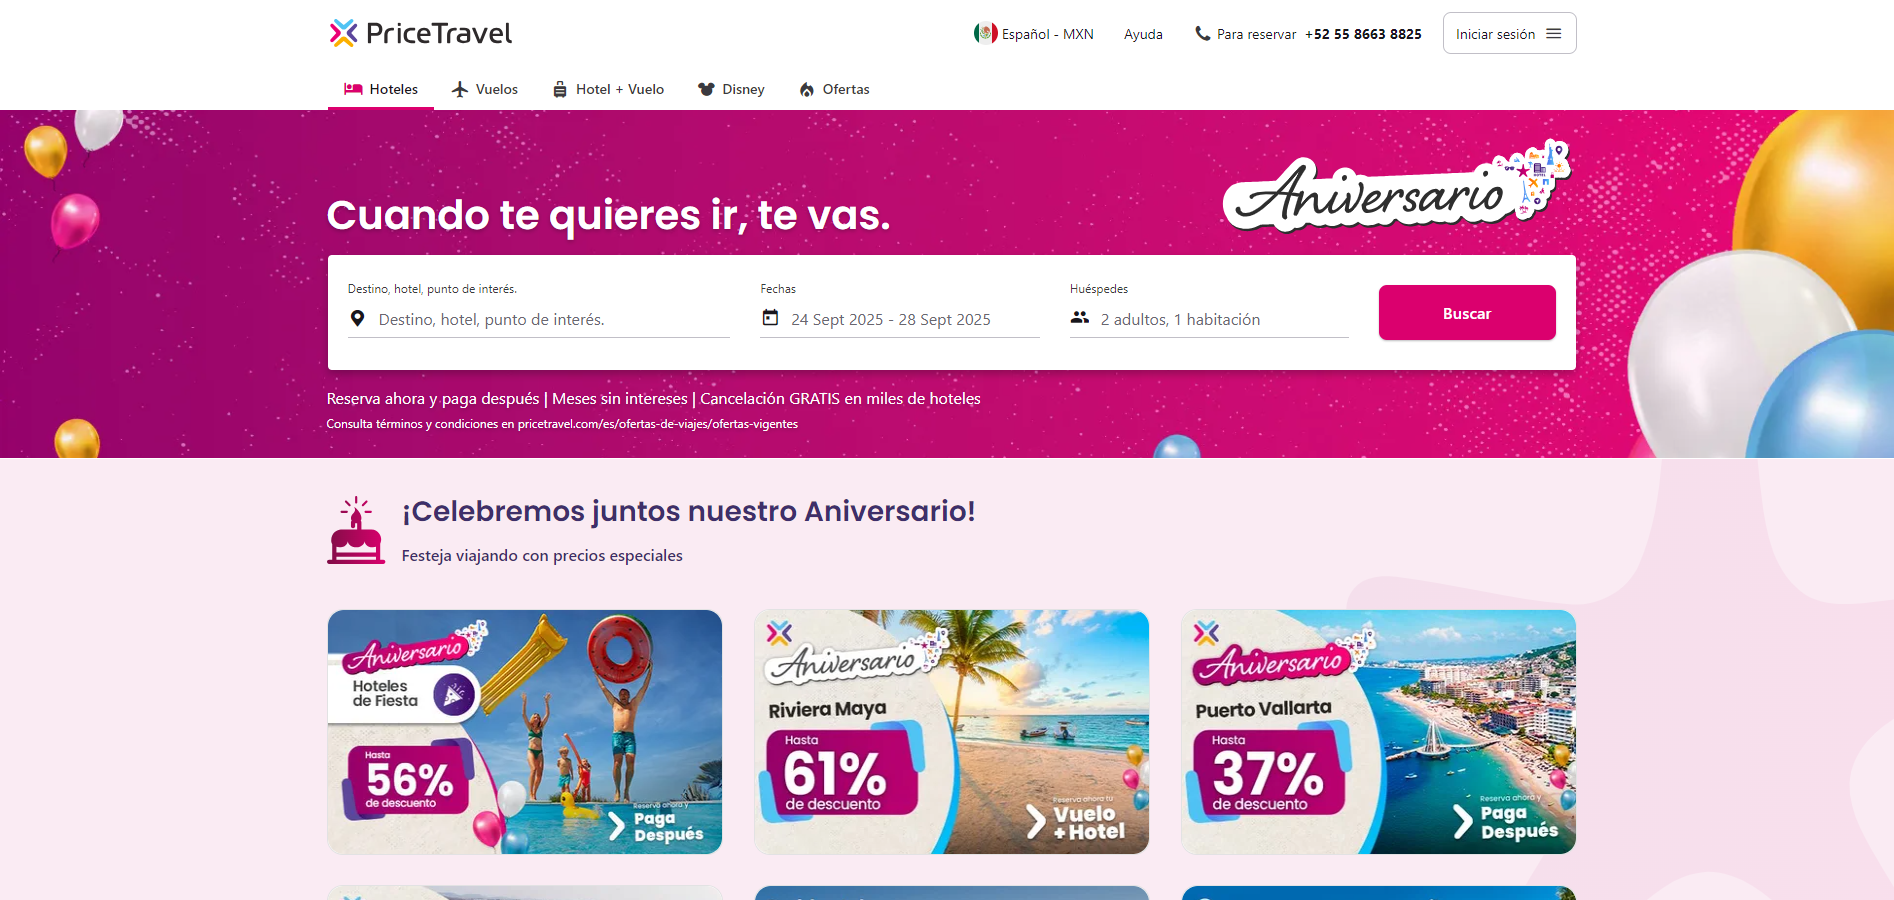 PriceTravel
Español - MXN
Ayuda
Para reservar +52 55 8663 8825
Iniciar sesión
Hoteles
Vuelos
Hotel + Vuelo
Disney
Ofertas
Cuando te quieres ir, te vas.
Aniversario
Destino, hotel, punto de interés.
Destino, hotel, punto de interés.
Fechas
24 Sept 2025 - 28 Sept 2025
Huéspedes
2 adultos, 1 habitación
Buscar
Reserva ahora y paga después | Meses sin intereses | Cancelación GRATIS en miles de hoteles
Consulta términos y condiciones en pricetravel.com/es/ofertas-de-viajes/ofertas-vigentes
¡Celebremos juntos nuestro Aniversario!
Festeja viajando con precios especiales
Aniversario
Hoteles
de Fiesta
Hasta
56%
de descuento
Reserva ahora y
Paga
Después
Aniversario
Riviera Maya
Hasta
61%
de descuento
Reserva ahora tu
Vuelo
+Hotel
Aniversario
Puerto Vallarta
Hasta
37%
de descuento
Reserva ahora y
Paga
Después